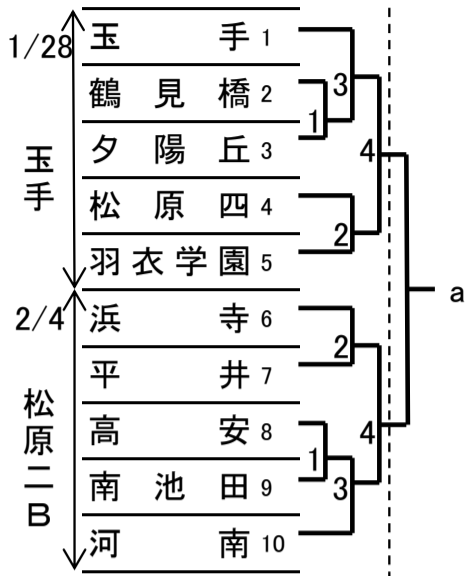 1/28
玉手
玉手 1
鶴見橋 2
夕陽丘 3
松原四 4
羽衣学園 5
1
3
2
4
2/4
松原二B
浜寺 6
平井 7
高安 8
南池田 9
河南 10
2
1
3
4
a